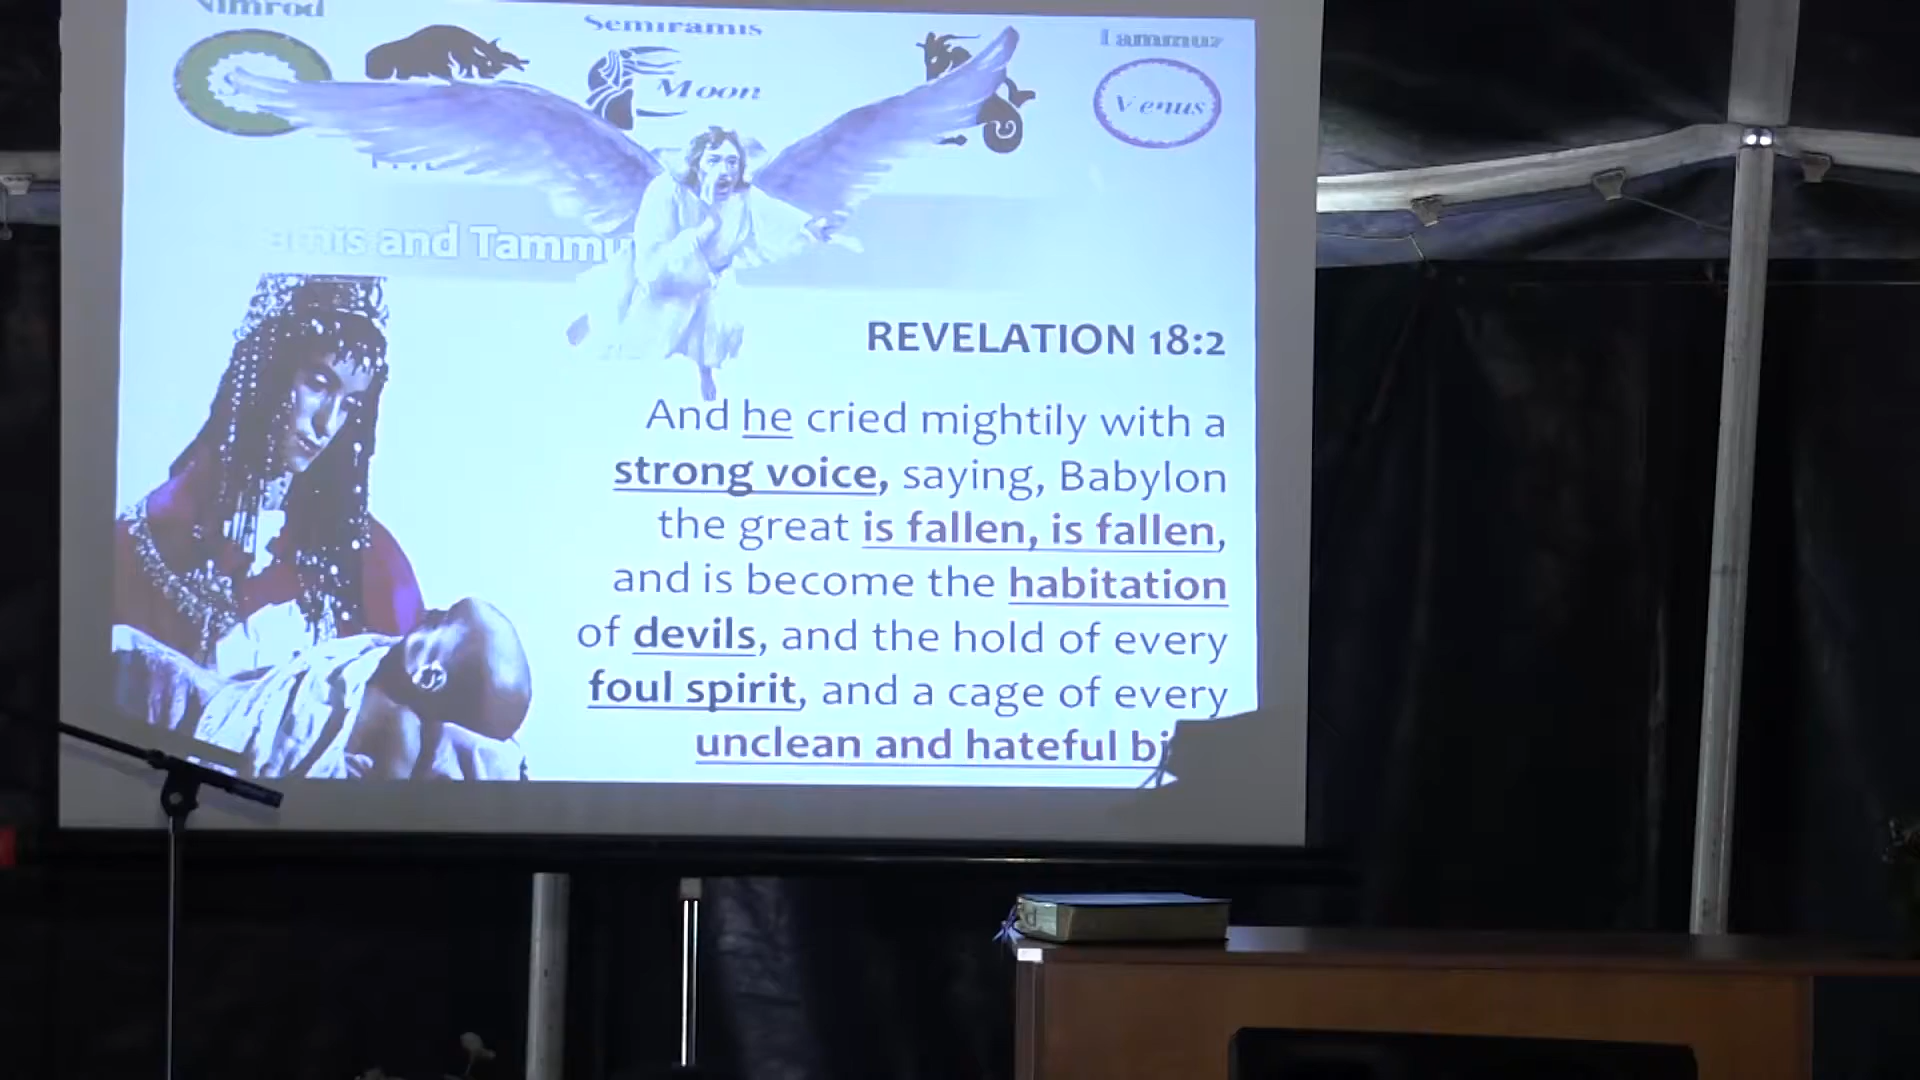 Nimrod
Semiramis
Tammuz
Moon
Venus
amis and Tammu
REVELATION 18:2
And he cried mightily with a
strong voice, saying, Babylon
the great is fallen, is fallen,
and is become the habitation
of devils, and the hold of every
foul spirit, and a cage of every
unclean and hateful bi